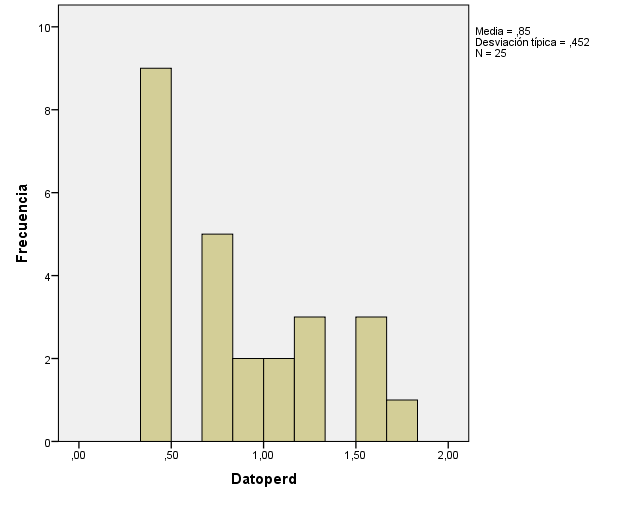 Media = ,85
Desviación típica = ,452
N = 25
10
8
6
4
2
0
Frecuencia
,00 ,50 1,00 1,50 2,00
Datoperd